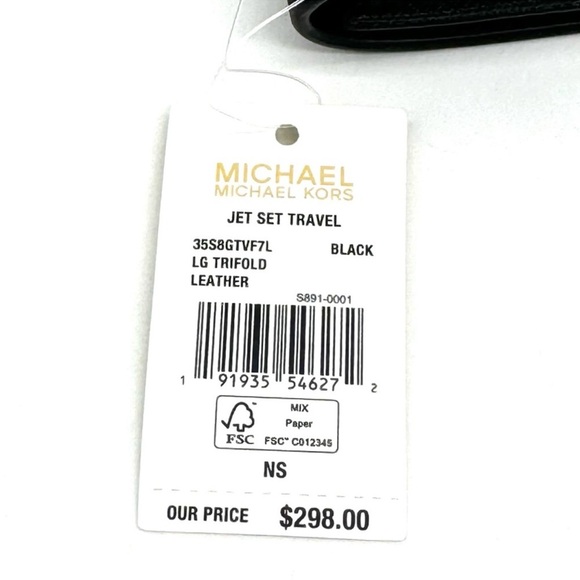 MICHAEL
MICHAEL KORS
JET SET TRAVEL
35S8GTVF7L BLACK
LG TRIFOLD
LEATHER
S891-0001
1 91935 54627 2
FSC
MIX
Paper
FSC™ C012345
NS
OUR PRICE $298.00